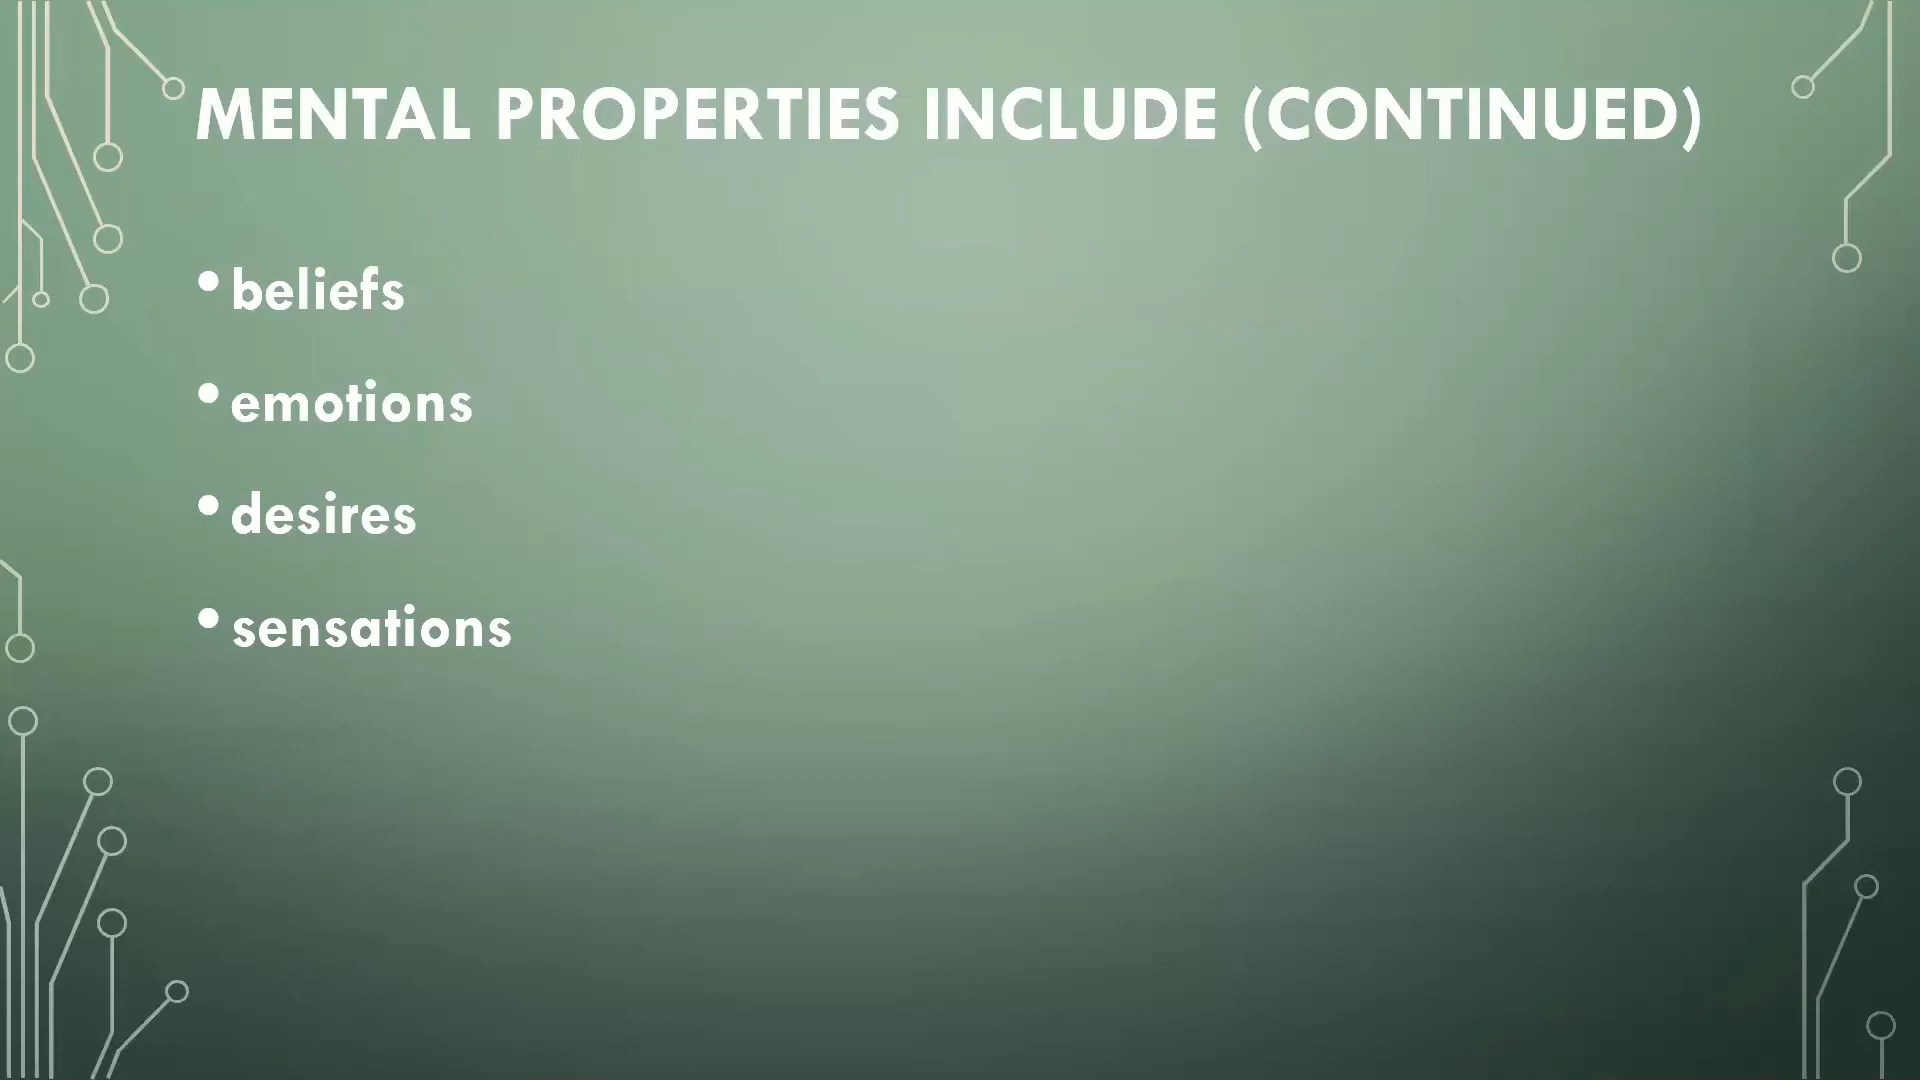 MENTAL PROPERTIES INCLUDE (CONTINUED)
• beliefs
• emotions
• desires
• sensations